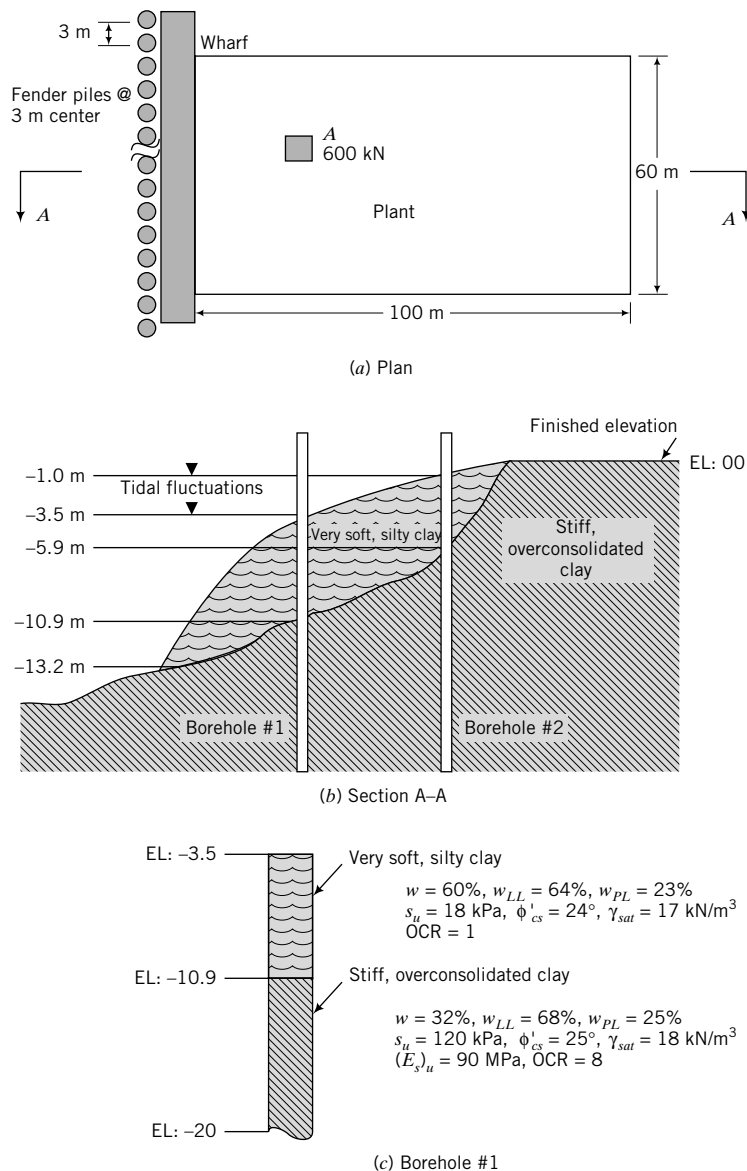 3 m
Wharf
Fender piles @
3 m center
A
600 kN
60 m
A
A
Plant
100 m
(a) Plan
Finished elevation
EL: 00
–1.0 m
Tidal fluctuations
–3.5 m
Very soft, silty clay
Stiff,
overconsolidated
clay
–5.9 m
–10.9 m
–13.2 m
Borehole #1
Borehole #2
(b) Section A–A
EL: –3.5
Very soft, silty clay
w = 60%, w_LL = 64%, w_PL = 23%
s_u = 18 kPa, ϕ'_cs = 24°, γ_sat = 17 kN/m³
OCR = 1
EL: –10.9
Stiff, overconsolidated clay
w = 32%, w_LL = 68%, w_PL = 25%
s_u = 120 kPa, ϕ'_cs = 25°, γ_sat = 18 kN/m³
(E_s)_u = 90 MPa, OCR = 8
EL: –20
(c) Borehole #1